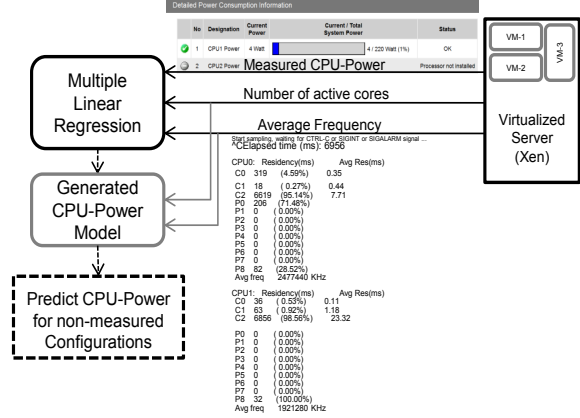 Detailed Power Consumption Information
No Designation Current Power Current / Total System Power Status
1 CPU1 Power 4 Watt 4 / 220 Watt (1%) OK
2 CPU2 Power Processor not installed
Measured CPU-Power
Number of active cores
Average Frequency
VM-1
VM-2
VM-3
Virtualized
Server
(Xen)
Multiple
Linear
Regression
Generated
CPU-Power
Model
Predict CPU-Power
for non-measured
Configurations
Start sampling, waiting for CTRL-C or SIGINT or SIGALARM signal ...
^CElapsed time (ms): 6956
CPU0: Residency(ms) Avg Res(ms)
C0 319 (4.59%) 0.35
C1 18 ( 0.27%) 0.44
C2 6619 (95.14%) 7.71
P0 206 (71.48%)
P1 0 ( 0.00%)
P2 0 ( 0.00%)
P3 0 ( 0.00%)
P4 0 ( 0.00%)
P5 0 ( 0.00%)
P6 0 ( 0.00%)
P7 0 ( 0.00%)
P8 82 (28.52%)
Avg freq 2477440 KHz
CPU1: Residency(ms) Avg Res(ms)
C0 36 ( 0.53%) 0.11
C1 63 ( 0.92%) 1.18
C2 6856 (98.56%) 23.32
P0 0 ( 0.00%)
P1 0 ( 0.00%)
P2 0 ( 0.00%)
P3 0 ( 0.00%)
P4 0 ( 0.00%)
P5 0 ( 0.00%)
P6 0 ( 0.00%)
P7 0 ( 0.00%)
P8 32 (100.00%)
Avg freq 1921280 KHz